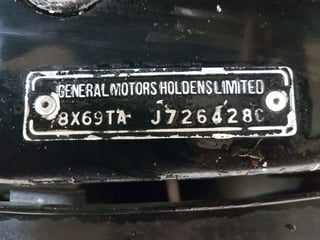 GENERAL MOTORS HOLDENS LIMITED
8X69TA J726428C